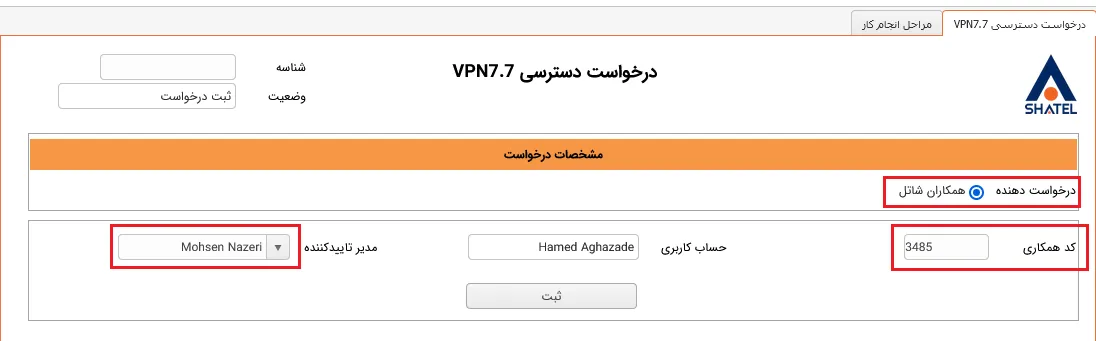 درخواست دسترسی VPN7.7
مراحل انجام کار
SHATEL
درخواست دسترسی VPN7.7
شناسه
وضعیت
ثبت درخواست
مشخصات درخواست
درخواست دهنده همکاران شاتل
کد همکاری 3485 حساب کاربری Hamed Aghazade مدیر تاییدکننده Mohsen Nazeri
ثبت